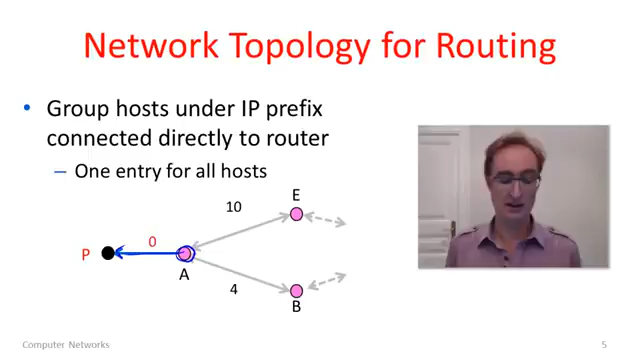 Network Topology for Routing
• Group hosts under IP prefix
connected directly to router
– One entry for all hosts
E
10
0
P
A
4
B
Computer Networks
5